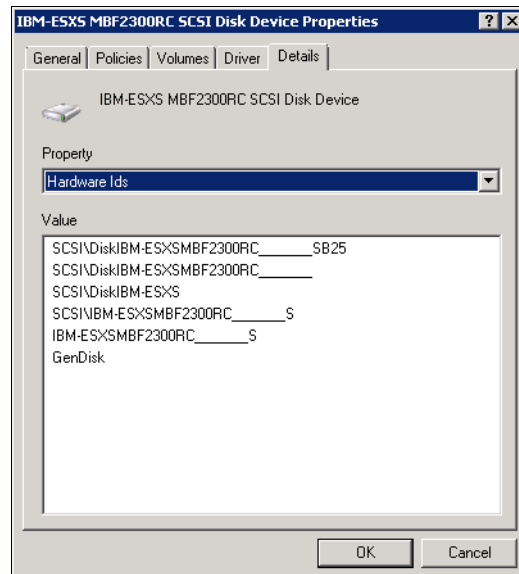 IBM-ESXS MBF2300RC SCSI Disk Device Properties
General Policies Volumes Driver Details
IBM-ESXS MBF2300RC SCSI Disk Device
Property
Hardware Ids
Value
SCSI\DiskIBM-ESXSMBF2300RC_______SB25
SCSI\DiskIBM-ESXSMBF2300RC_______
SCSI\DiskIBM-ESXS
SCSI\IBM-ESXSMBF2300RC_______S
IBM-ESXSMBF2300RC_______S
GenDisk
OK Cancel